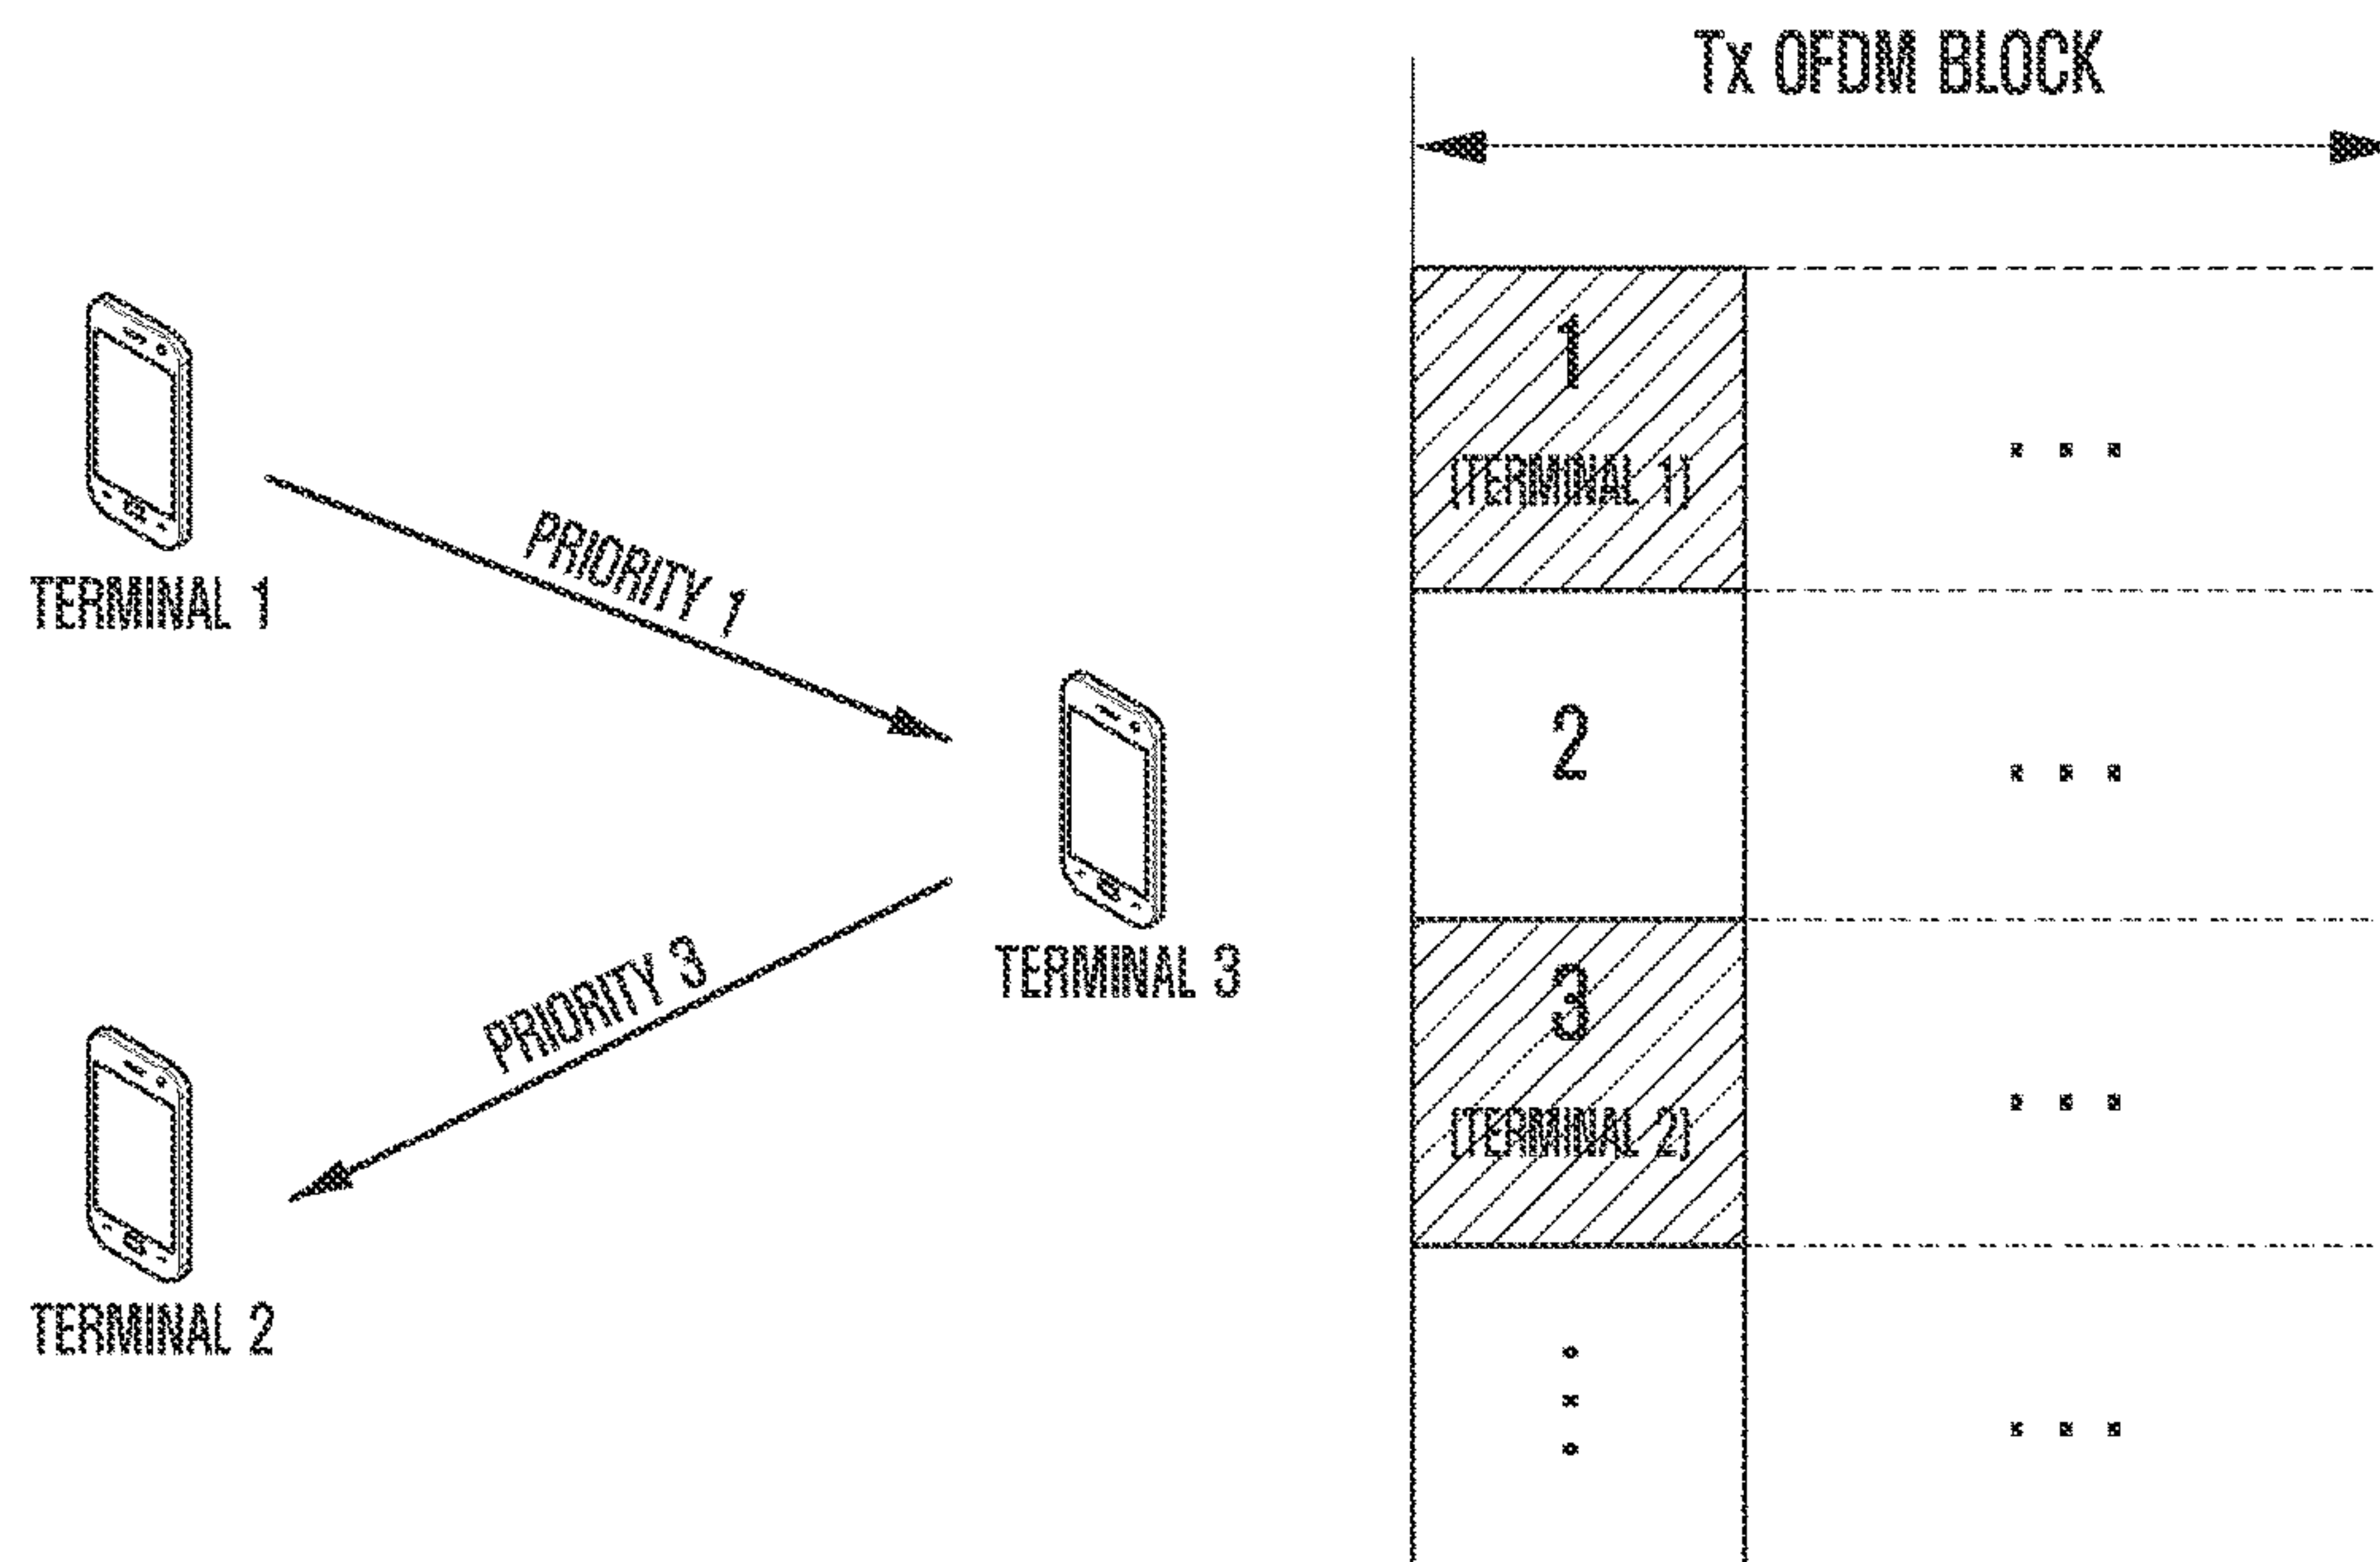 Tx OFDM BLOCK
1
(TERMINAL 1)
PRIORITY 1
TERMINAL 1
2
PRIORITY 3
TERMINAL 3
3
(TERMINAL 2)
TERMINAL 2